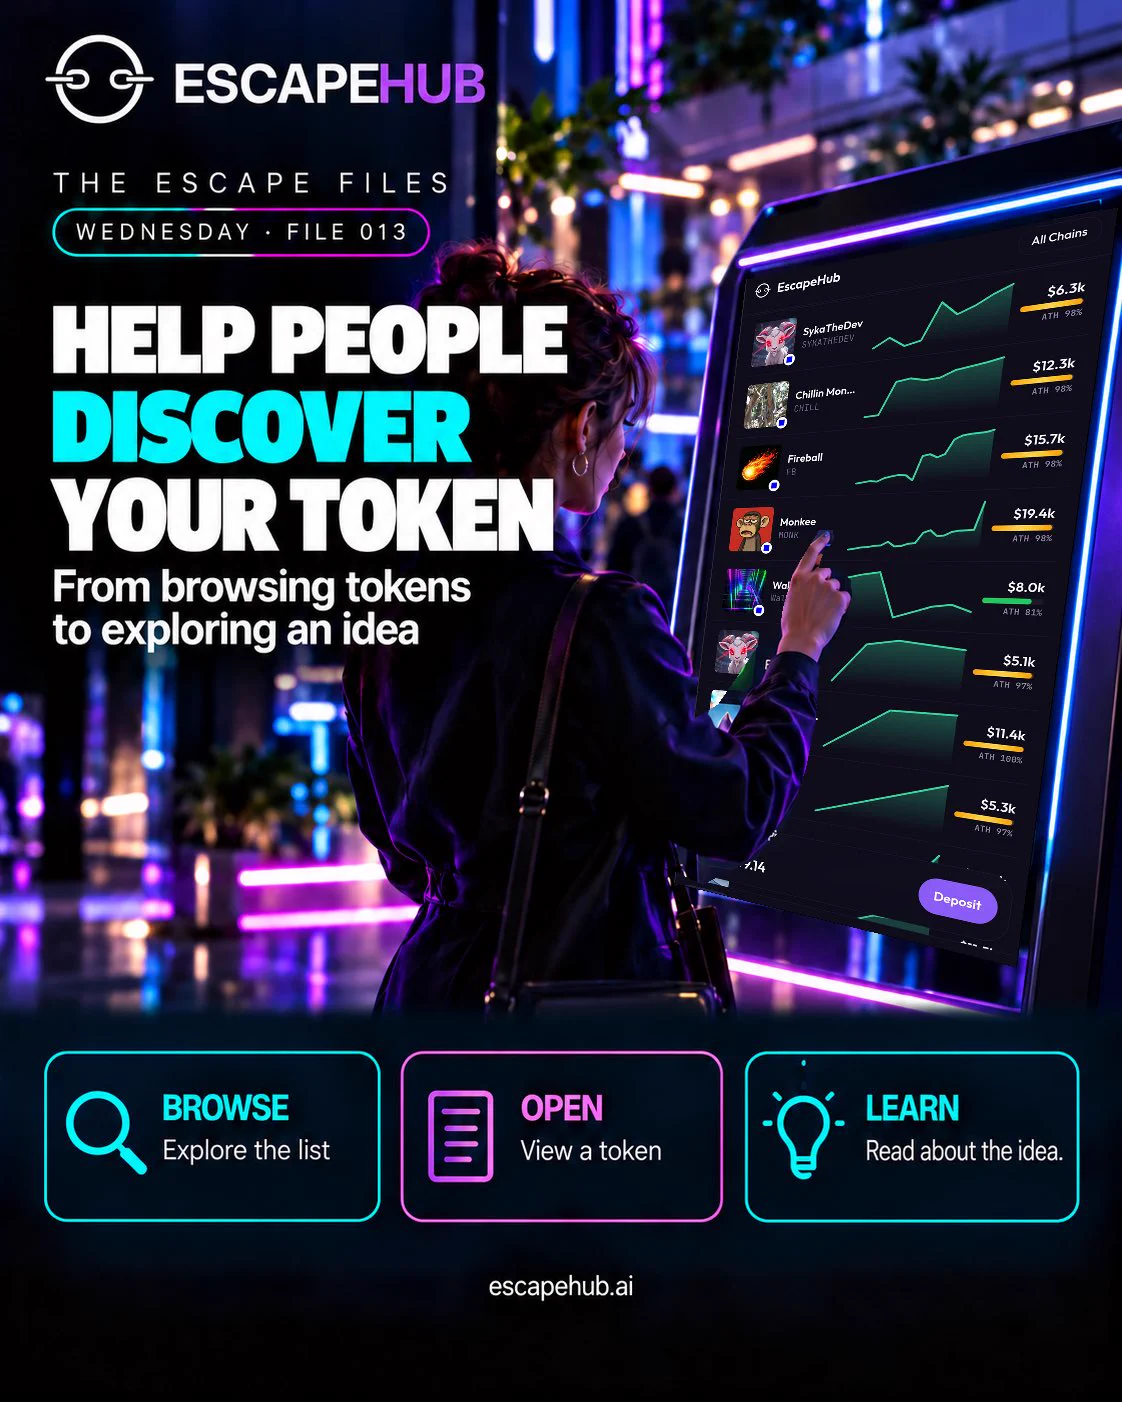 ESCAPEHUB
THE ESCAPE FILES
WEDNESDAY · FILE 013
HELP PEOPLE
DISCOVER
YOUR TOKEN
From browsing tokens
to exploring an idea
All Chains
EscapeHub
SykaTheDev
SYKATHEDEV
$6.3k
ATH 98%
Chillin Mon...
CHILL
$12.3k
ATH 98%
Fireball
FB
$15.7k
ATH 98%
Monkee
MONK
$19.4k
ATH 98%
$8.0k
ATH 81%
$5.1k
ATH 97%
$11.4k
ATH 100%
$5.3k
ATH 97%
Deposit
BROWSE
Explore the list
OPEN
View a token
LEARN
Read about the idea.
escapehub.ai